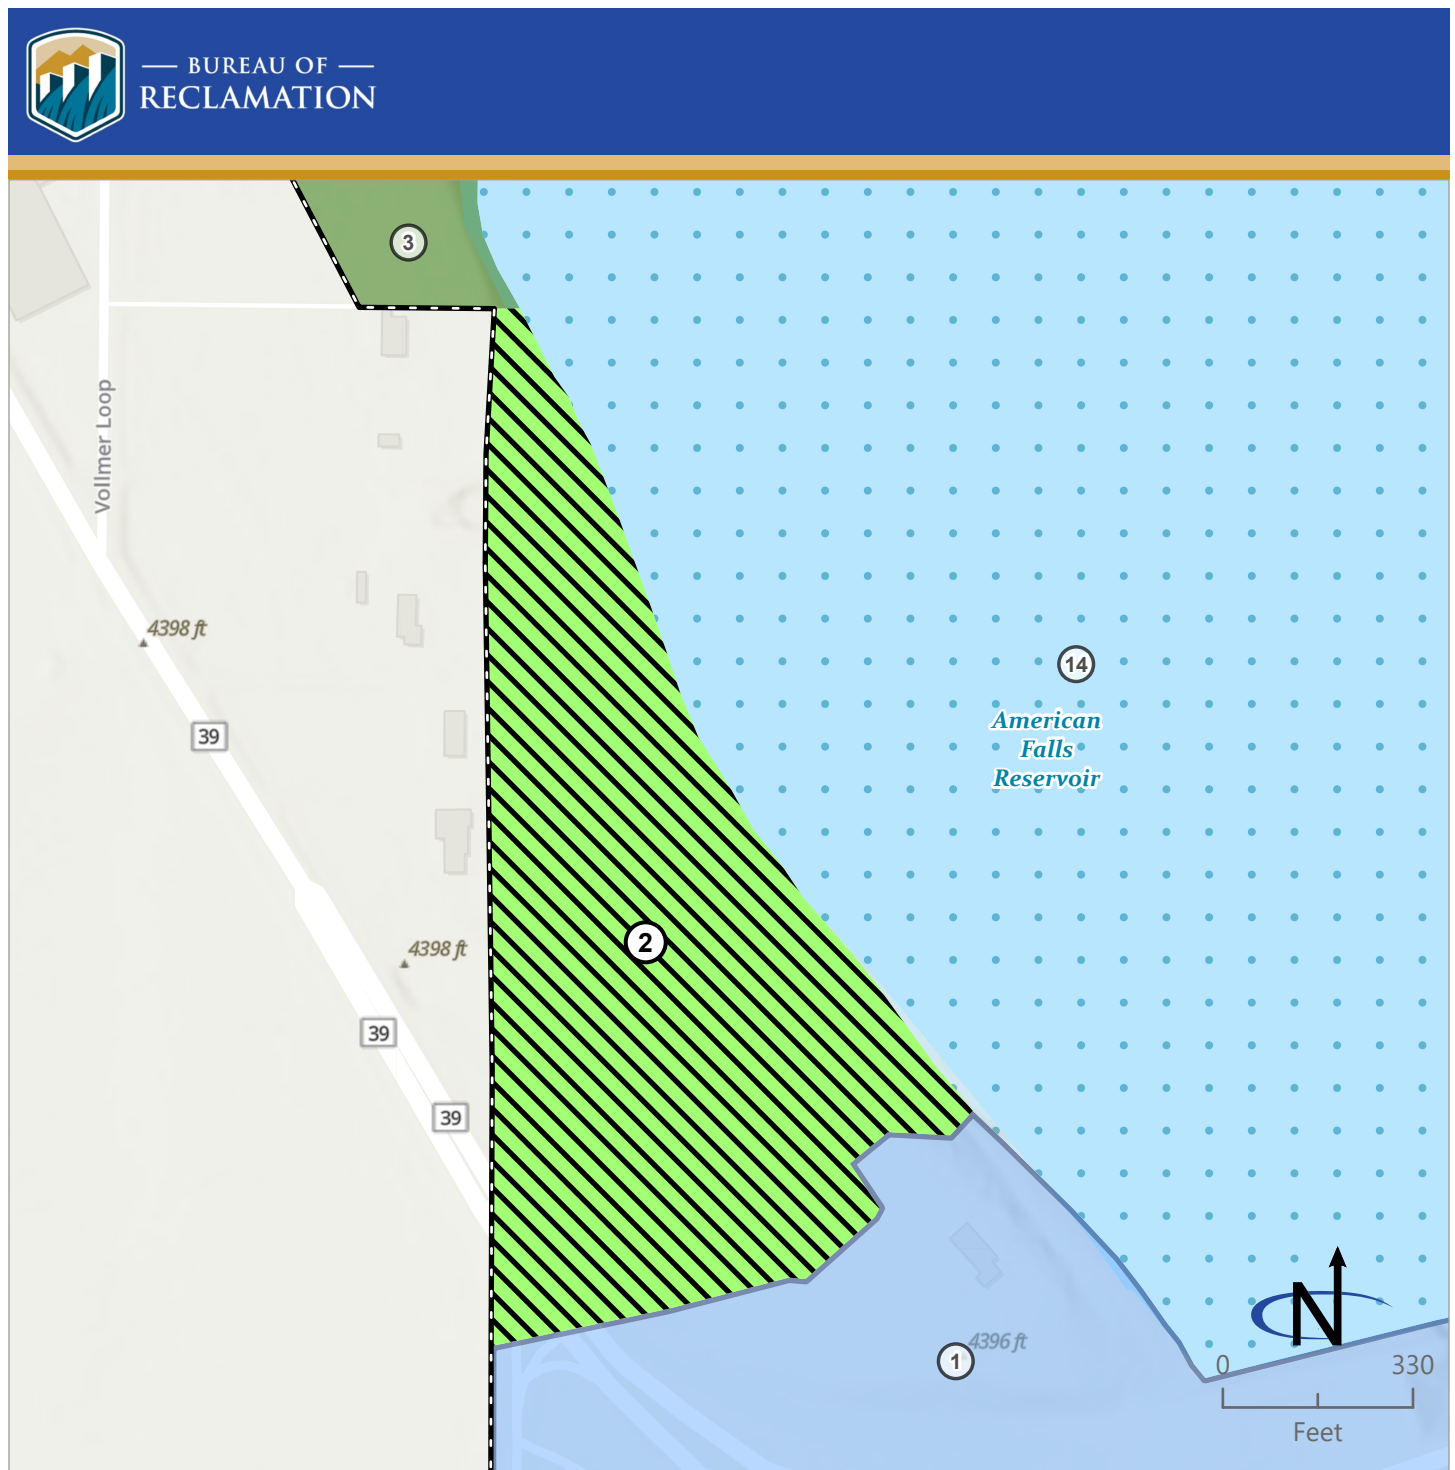 BUREAU OF
RECLAMATION
3
Vollmer Loop
4398 ft
14
39
American
Falls
Reservoir
2
4398 ft
39
39
N
4396 ft
1
0 330
Feet